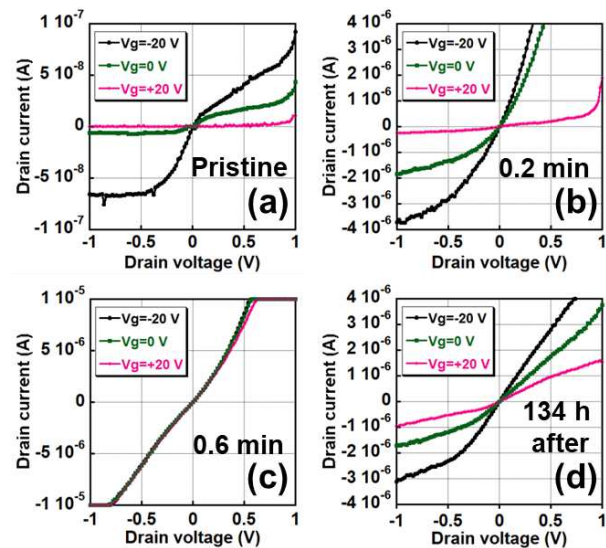 1 10⁻⁷
5 10⁻⁸
0
-5 10⁻⁸
-1 10⁻⁷
Drain current (A)
Vg=-20 V
Vg=0 V
Vg=+20 V
Pristine
(a)
-1 -0.5 0 0.5 1
Drain voltage (V)
4 10⁻⁶
3 10⁻⁶
2 10⁻⁶
1 10⁻⁶
0
-1 10⁻⁶
-2 10⁻⁶
-3 10⁻⁶
-4 10⁻⁶
Driain current (A)
Vg=-20 V
Vg=0 V
Vg=+20 V
0.2 min
(b)
-1 -0.5 0 0.5 1
Drain voltage (V)
1 10⁻⁵
5 10⁻⁶
0
-5 10⁻⁶
-1 10⁻⁵
Drain current (A)
Vg=-20 V
Vg=0 V
Vg=+20 V
0.6 min
(c)
-1 -0.5 0 0.5 1
Drain voltage (V)
4 10⁻⁶
3 10⁻⁶
2 10⁻⁶
1 10⁻⁶
0
-1 10⁻⁶
-2 10⁻⁶
-3 10⁻⁶
-4 10⁻⁶
Drain current (A)
Vg=-20 V
Vg=0 V
Vg=+20 V
134 h
after
(d)
-1 -0.5 0 0.5 1
Drain voltage (V)